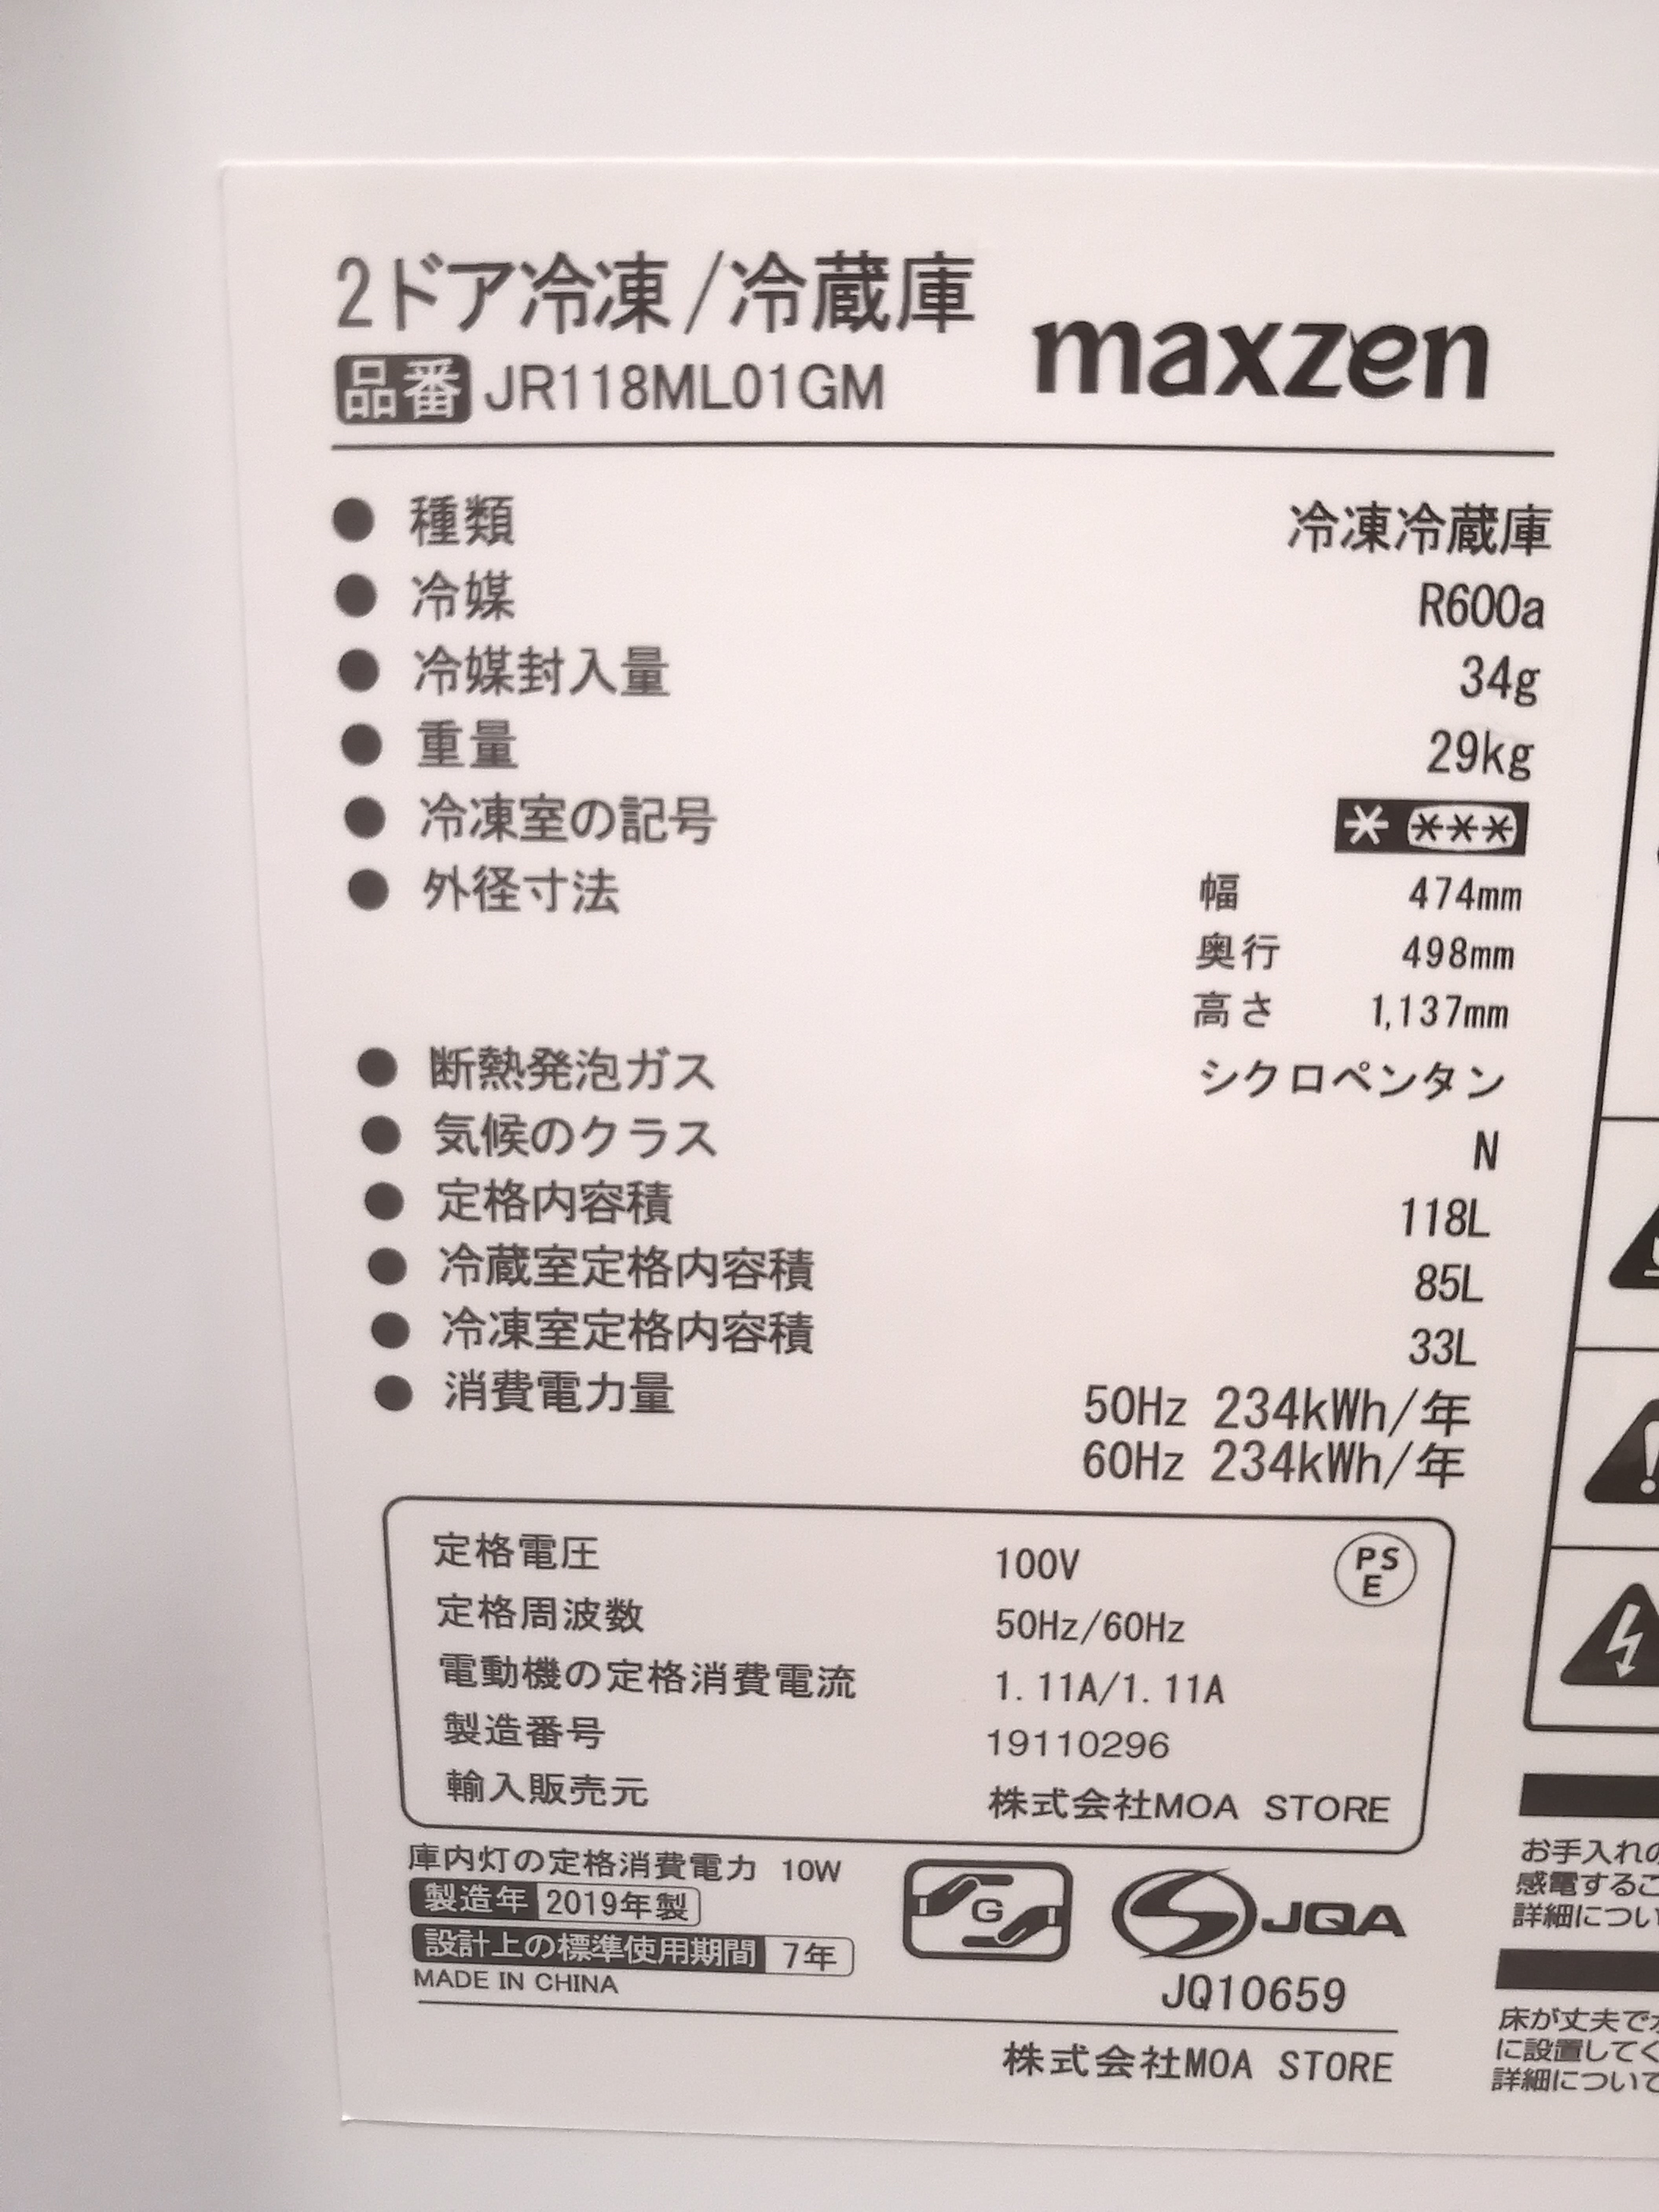 2ドア冷凍/冷蔵庫
maxzen
品番 JR118ML01GM
● 種類 冷凍冷蔵庫
● 冷媒 R600a
● 冷媒封入量 34g
● 重量 29kg
● 冷凍室の記号 * ***
● 外径寸法 幅 474mm
奥行 498mm
高さ 1,137mm
● 断熱発泡ガス シクロペンタン
● 気候のクラス N
● 定格内容積 118L
● 冷蔵室定格内容積 85L
● 冷凍室定格内容積 33L
● 消費電力量 50Hz 234kWh/年
60Hz 234kWh/年
定格電圧 100V
PSE
定格周波数 50Hz/60Hz
電動機の定格消費電流 1.11A/1.11A
製造番号 19110296
輸入販売元 株式会社MOA STORE
庫内灯の定格消費電力 10W
製造年 2019年製
設計上の標準使用期間 7年
MADE IN CHINA
G
JQA
JQ10659
株式会社MOA STORE
お手入れの
感電するこ
詳細につい
床が丈夫で
に設置してく
詳細について